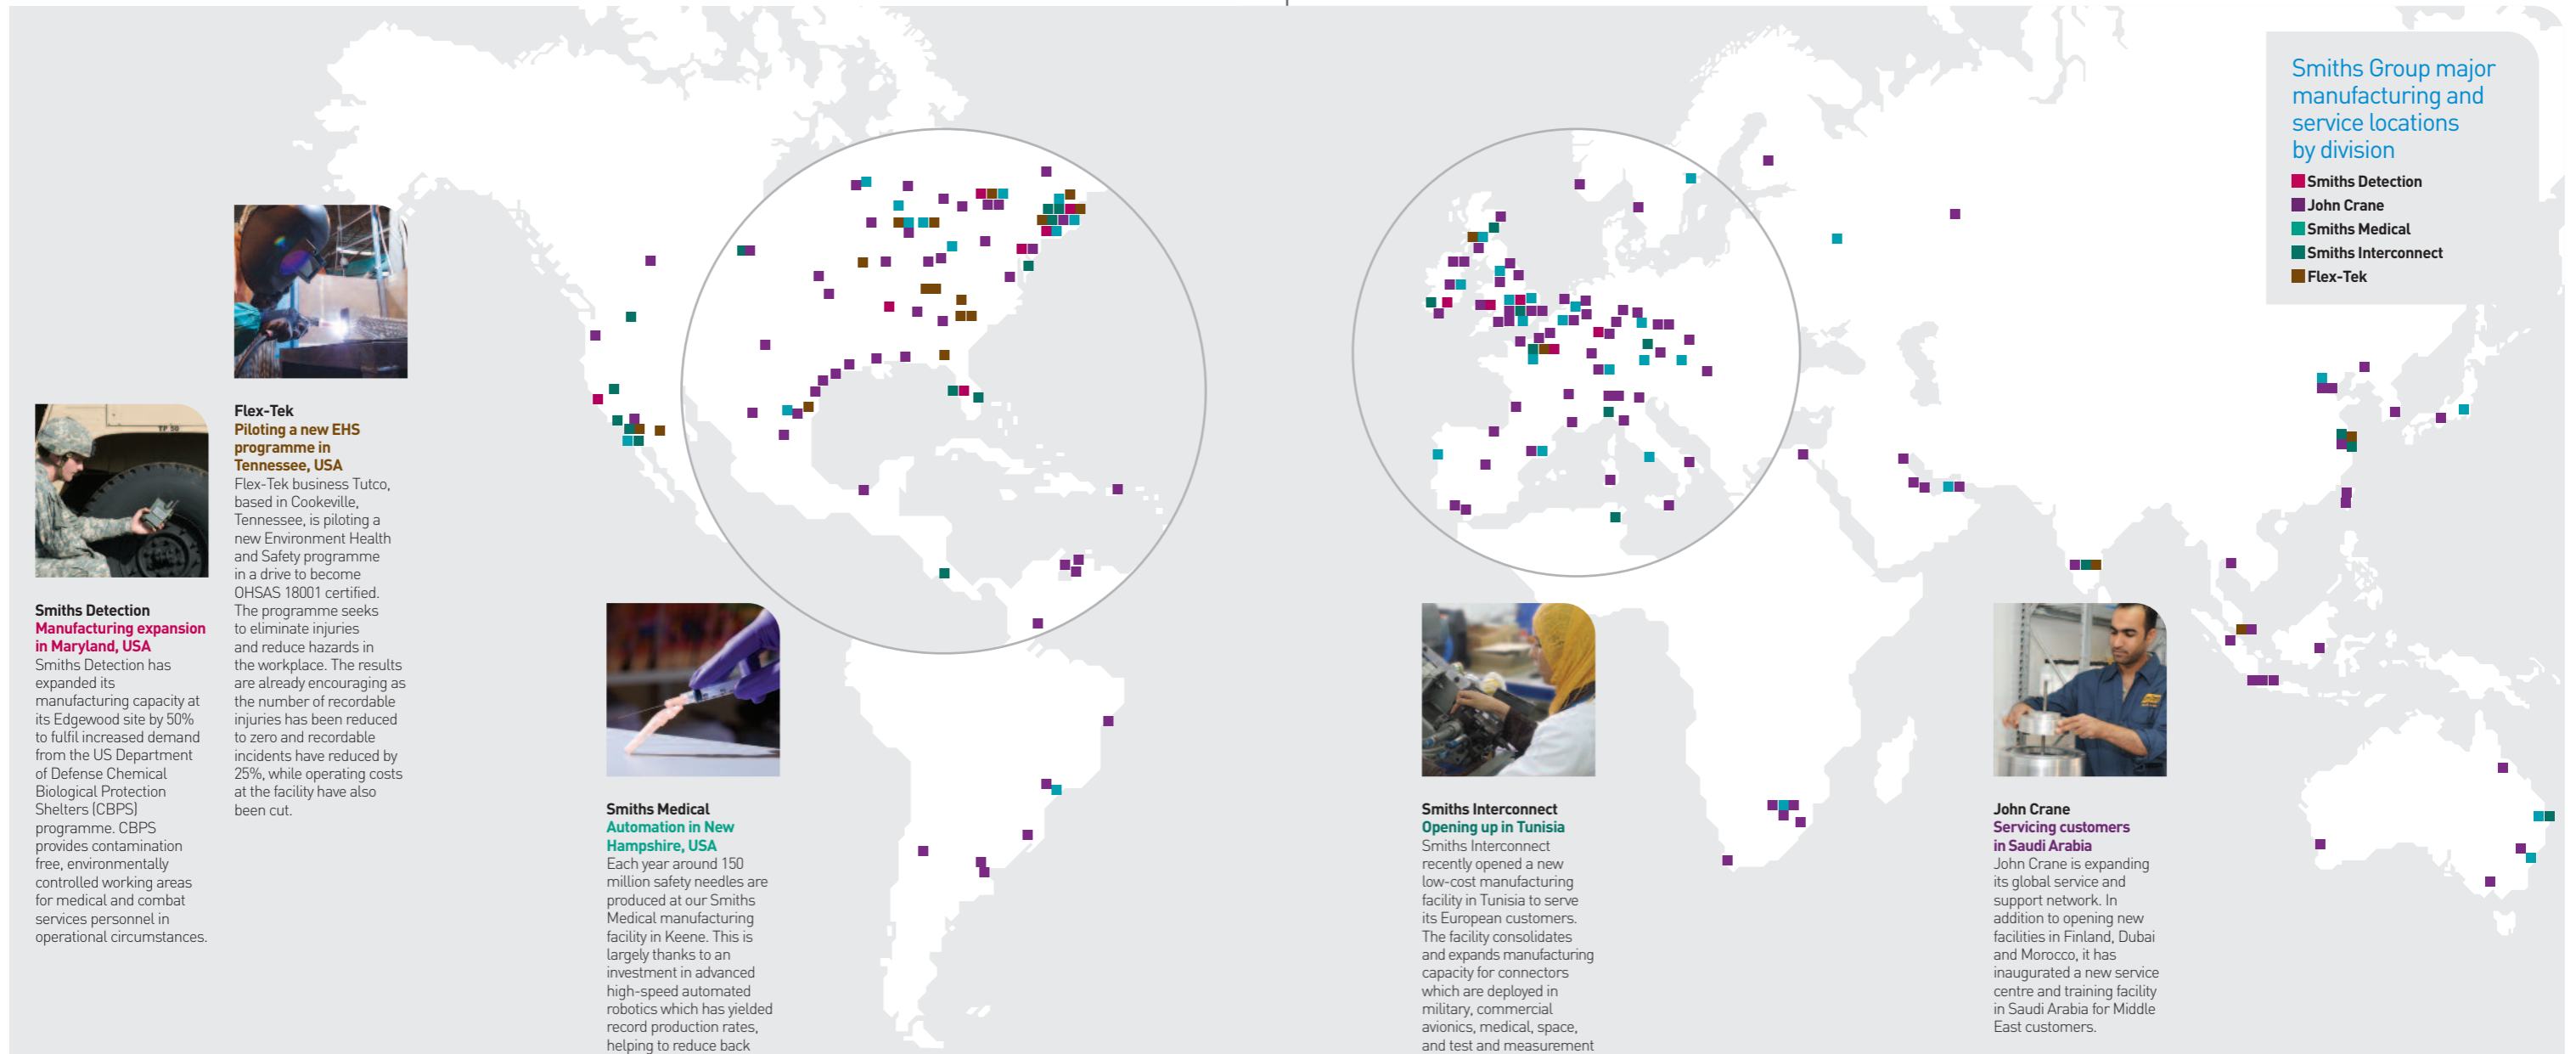 Smiths Group major
manufacturing and
service locations
by division
Smiths Detection
John Crane
Smiths Medical
Smiths Interconnect
Flex-Tek
Smiths Detection
Manufacturing expansion
in Maryland, USA
Smiths Detection has
expanded its
manufacturing capacity at
its Edgewood site by 50%
to fulfil increased demand
from the US Department
of Defense Chemical
Biological Protection
Shelters (CBPS)
programme. CBPS
provides contamination
free, environmentally
controlled working areas
for medical and combat
services personnel in
operational circumstances.
Flex-Tek
Piloting a new EHS
programme in
Tennessee, USA
Flex-Tek business Tutco,
based in Cookeville,
Tennessee, is piloting a
new Environment Health
and Safety programme
in a drive to become
OHSAS 18001 certified.
The programme seeks
to eliminate injuries
and reduce hazards in
the workplace. The results
are already encouraging as
the number of recordable
injuries has been reduced
to zero and recordable
incidents have reduced by
25%, while operating costs
at the facility have also
been cut.
Smiths Medical
Automation in New
Hampshire, USA
Each year around 150
million safety needles are
produced at our Smiths
Medical manufacturing
facility in Keene. This is
largely thanks to an
investment in advanced
high-speed automated
robotics which has yielded
record production rates,
helping to reduce back
Smiths Interconnect
Opening up in Tunisia
Smiths Interconnect
recently opened a new
low-cost manufacturing
facility in Tunisia to serve
its European customers.
The facility consolidates
and expands manufacturing
capacity for connectors
which are deployed in
military, commercial
avionics, medical, space,
and test and measurement
John Crane
Servicing customers
in Saudi Arabia
John Crane is expanding
its global service and
support network. In
addition to opening new
facilities in Finland, Dubai
and Morocco, it has
inaugurated a new service
centre and training facility
in Saudi Arabia for Middle
East customers.